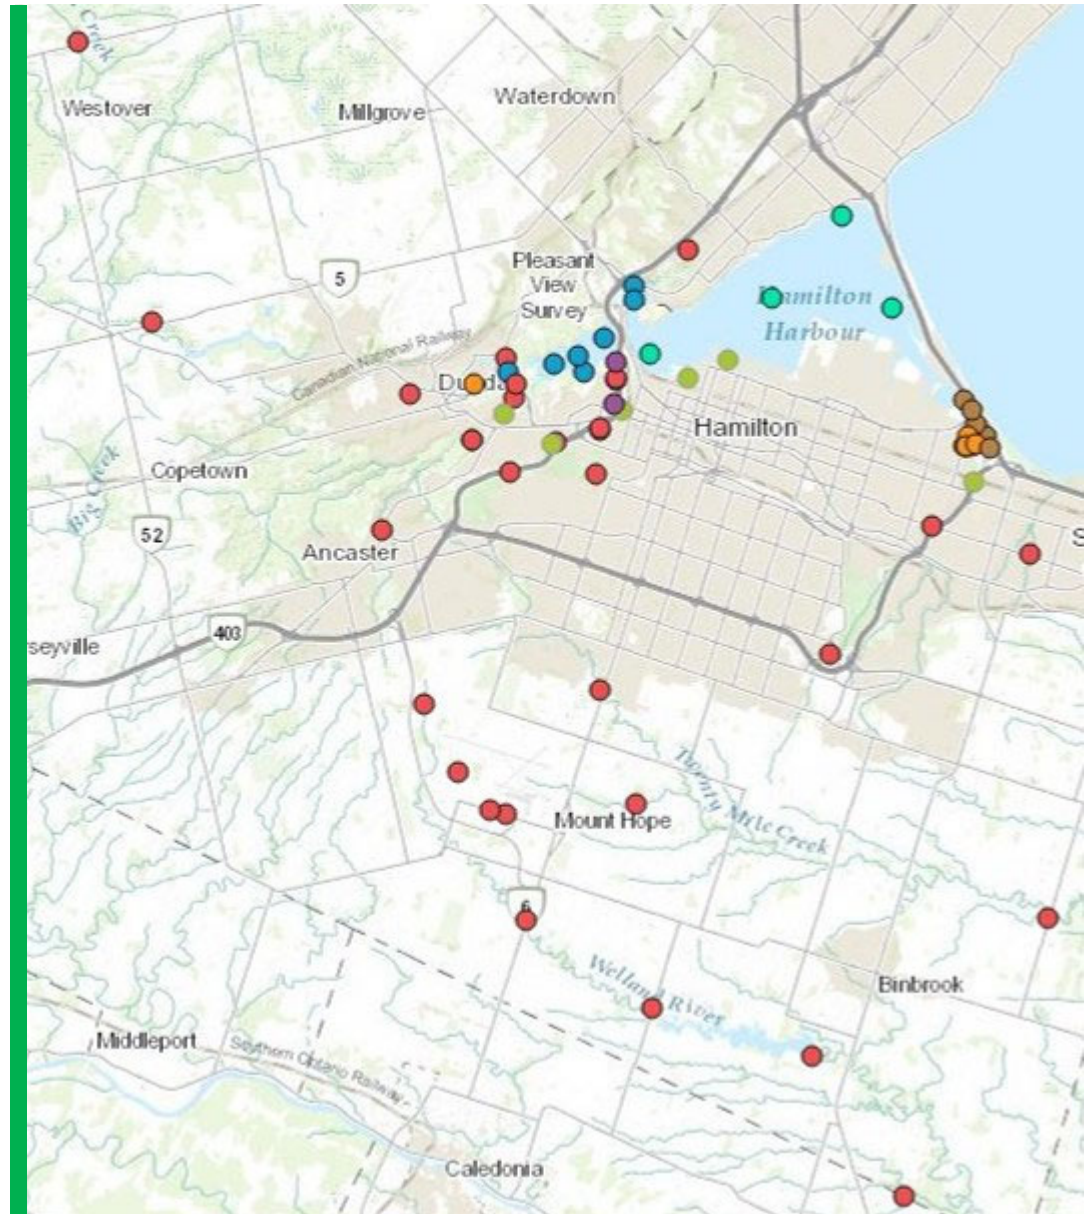 Creek
Westover
Millgrove
Waterdown
Pleasant
View
Survey
5
Canadian National Railway
Hamilton
Harbour
Hamilton
Copetown
Big Creek
52
Ancaster
403
seyville
Twenty Mile Creek
Mount Hope
6
Welland River
Binbrook
Middleport
Southern Ontario Railway
Caledonia
S